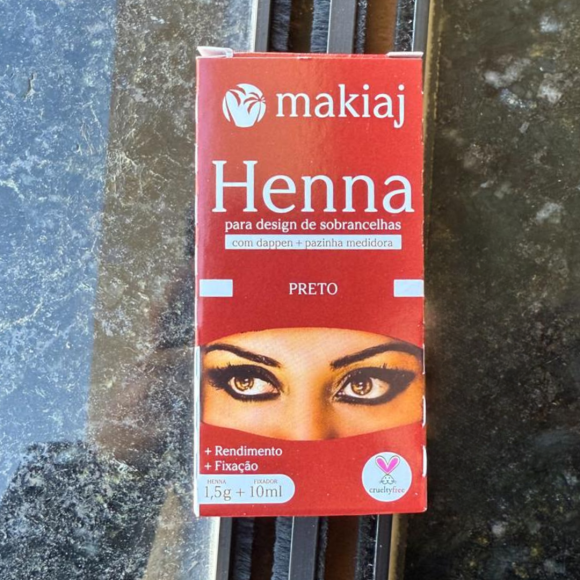 makiaj
Henna
para design de sobrancelhas
com dappen + pazinha medidora
PRETO
+ Rendimento
+ Fixação
HENNA FIXADOR
1,5g + 10ml
crueltyfree